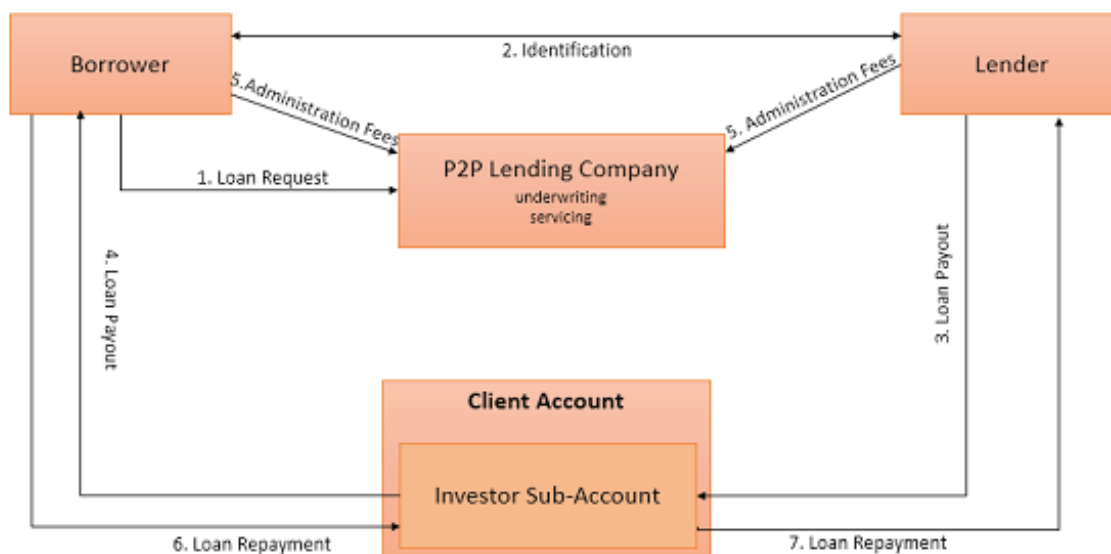 2. Identification
Borrower
Lender
5.Administration Fees
5. Administration Fees
P2P Lending Company
underwriting
servicing
1. Loan Request
4. Loan Payout
3. Loan Payout
Client Account
Investor Sub-Account
6. Loan Repayment
7. Loan Repayment